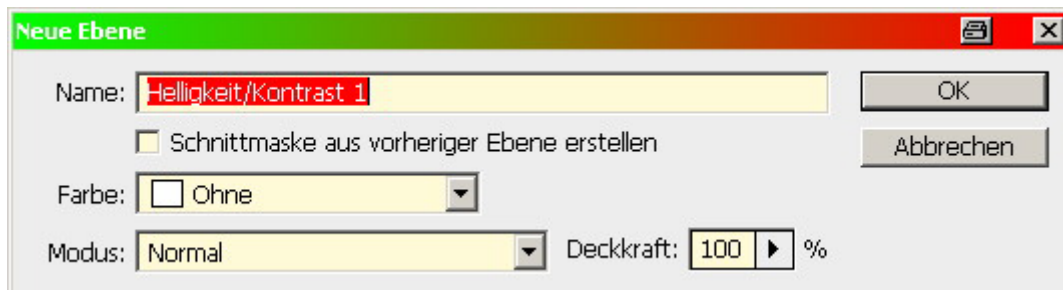 Neue Ebene
Name: Helligkeit/Kontrast 1
OK
Schnittmaske aus vorheriger Ebene erstellen
Abbrechen
Farbe: Ohne
Modus: Normal Deckkraft: 100 %